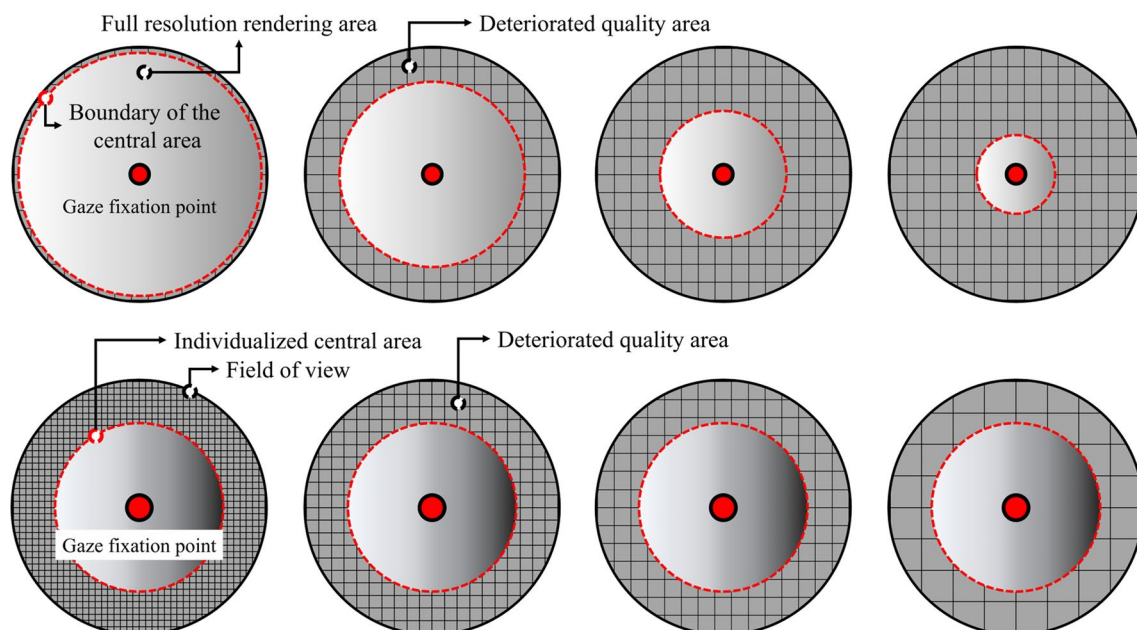 Full resolution rendering area
Deteriorated quality area
Boundary of the
central area
Gaze fixation point
Individualized central area
Deteriorated quality area
Field of view
Gaze fixation point